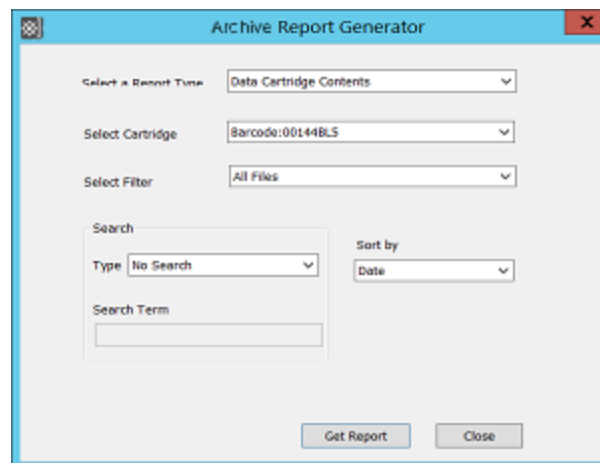 Archive Report Generator
Select a Report Type Data Cartridge Contents
Select Cartridge Barcode:00144BL5
Select Filter All Files
Search
Sort by
Type No Search
Date
Search Term
Get Report Close